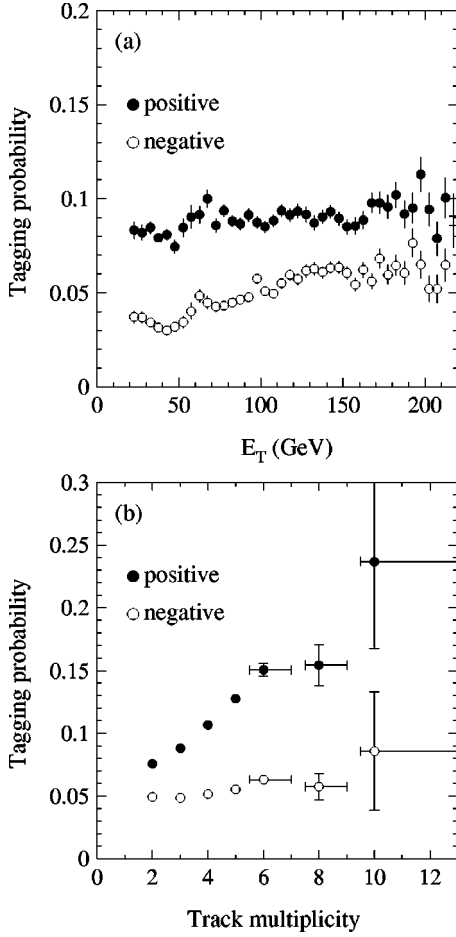 0.2
(a)
positive
negative
0.15
0.1
0.05
0
Tagging probability
0 50 100 150 200
E_T (GeV)
0.3
(b)
positive
negative
0.25
0.2
0.15
0.1
0.05
0
Tagging probability
0 2 4 6 8 10 12
Track multiplicity